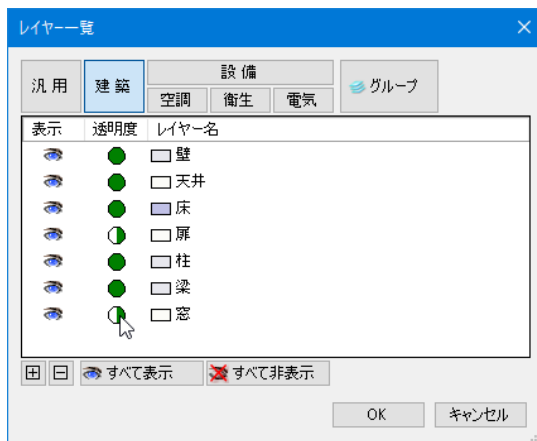 レイヤー一覧
汎用 建築 設備 グループ
空調 衛生 電気
表示 透明度 レイヤー名
壁
天井
床
扉
柱
梁
窓
すべて表示 すべて非表示
OK キャンセル